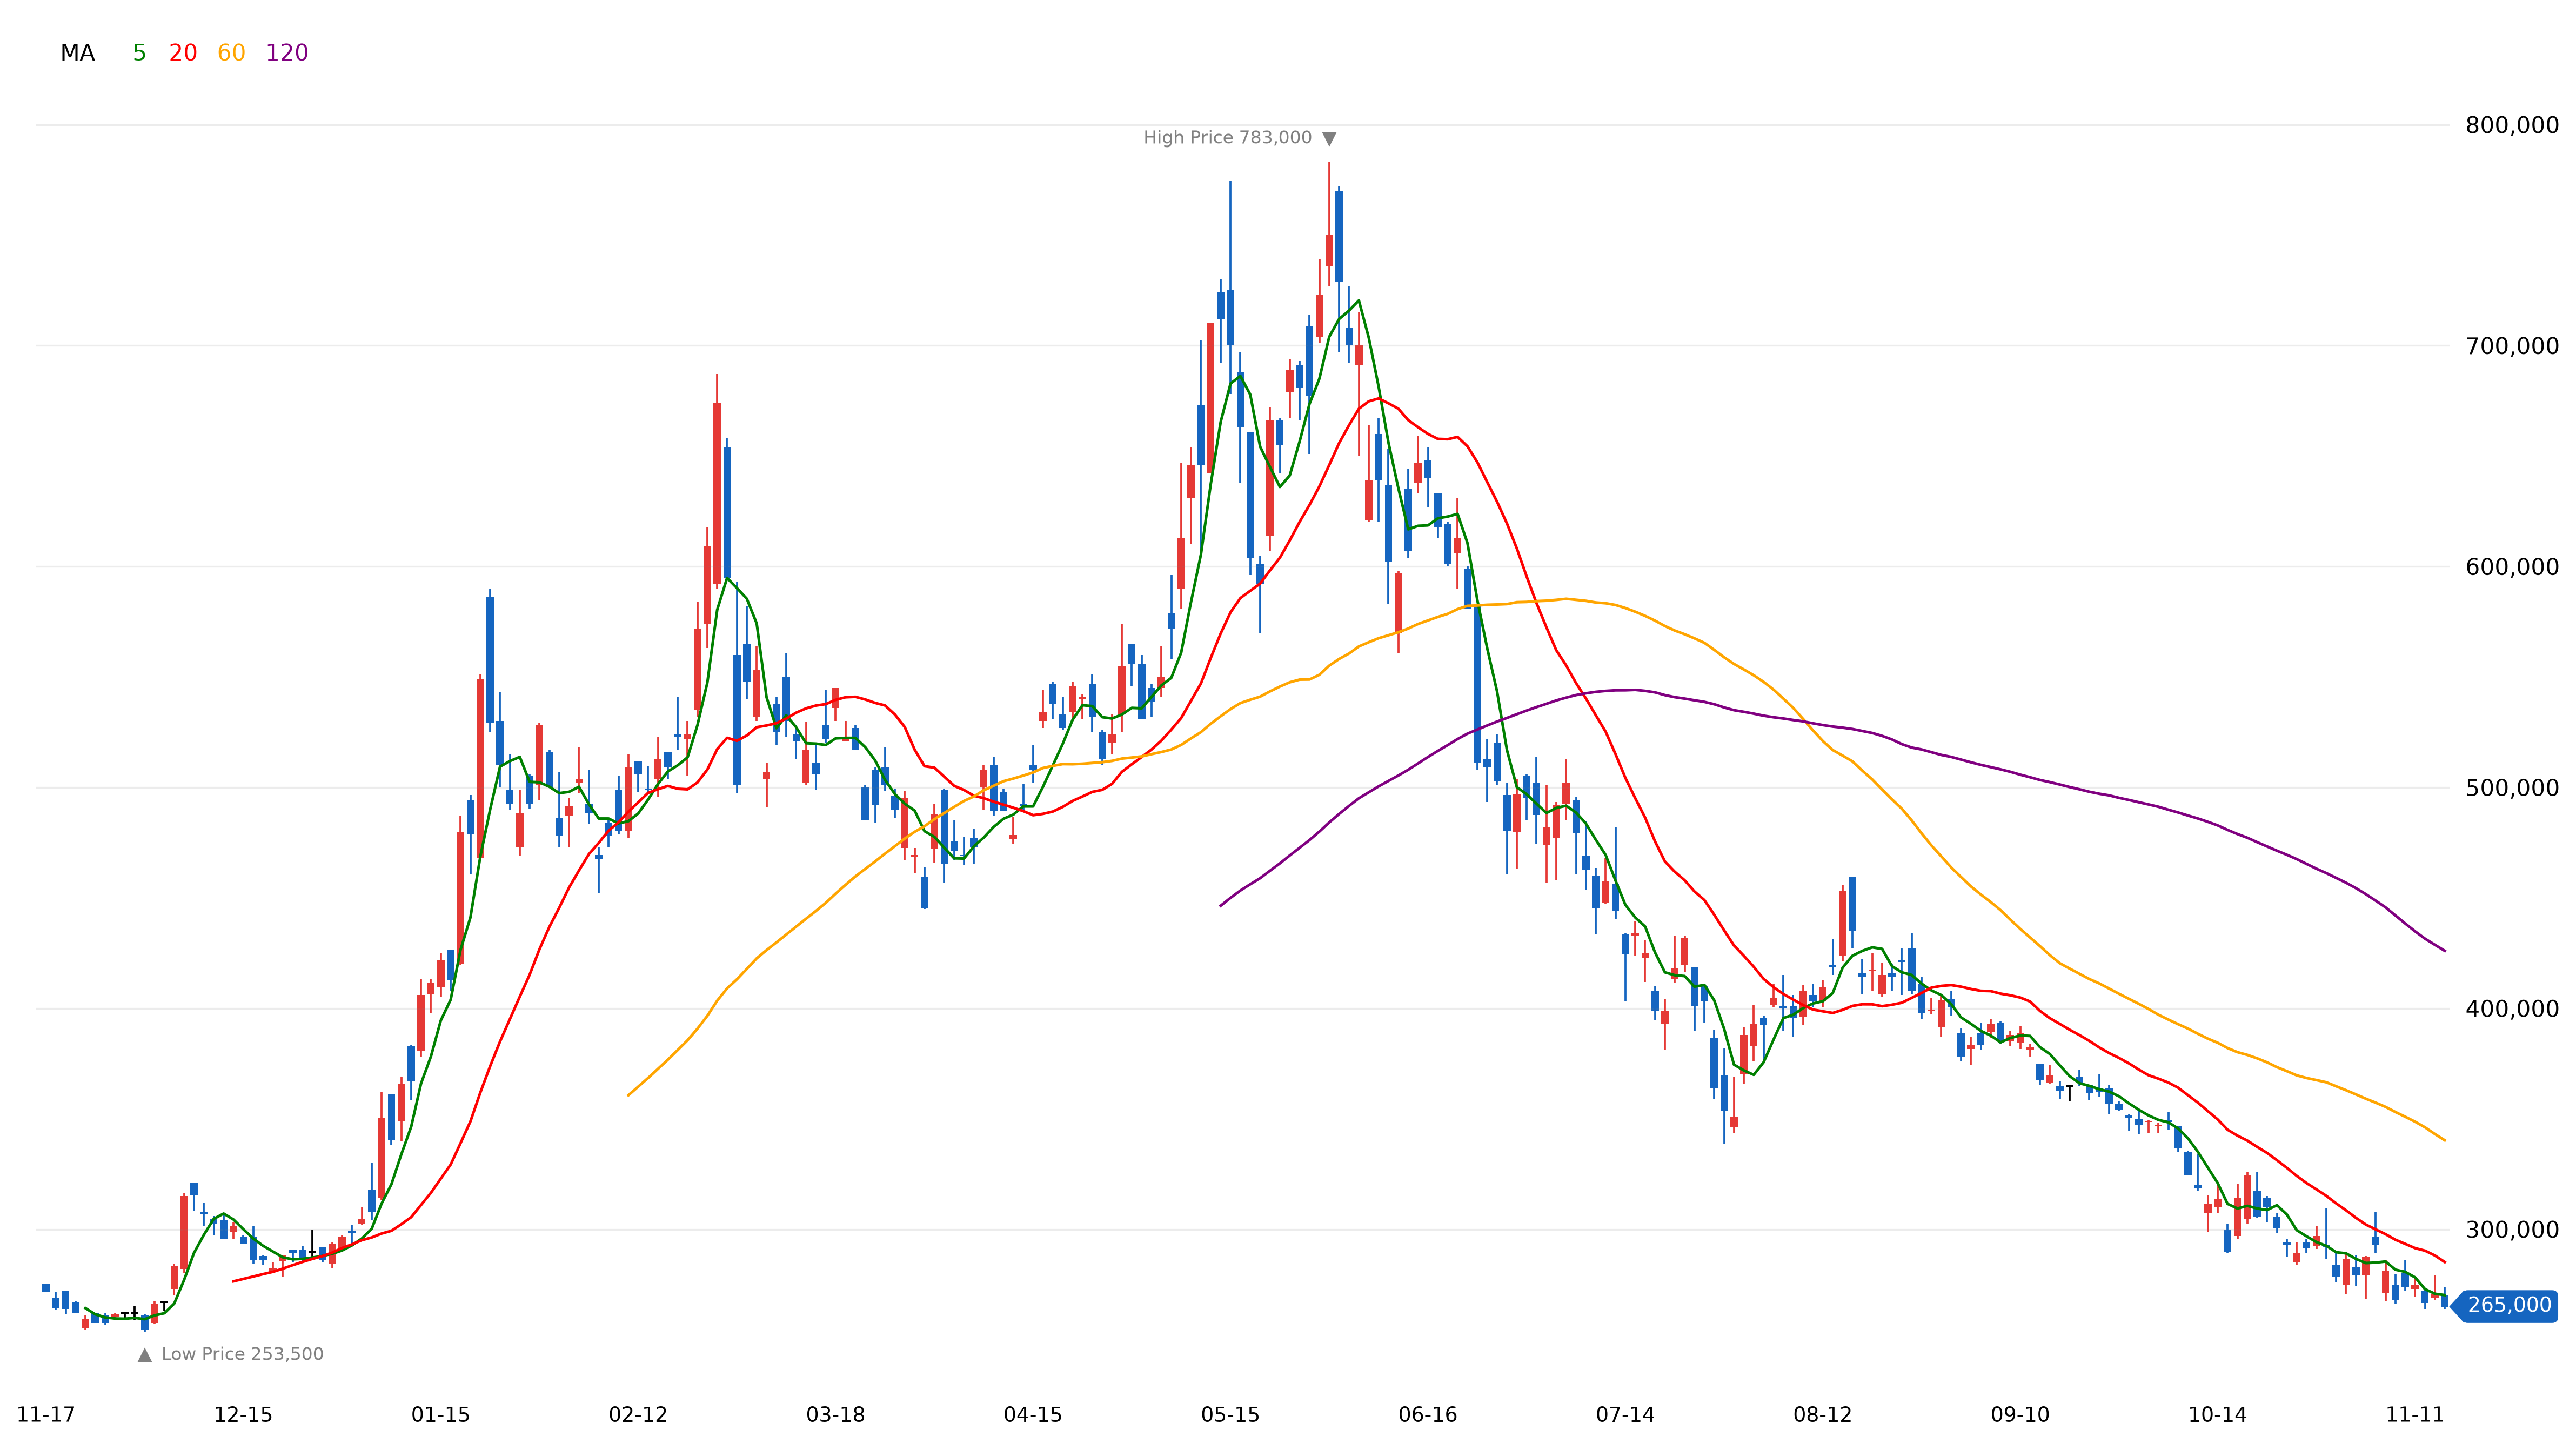 MA 5 20 60 120
800,000
High Price 783,000 ▼
700,000
600,000
500,000
400,000
300,000
265,000
▲ Low Price 253,500
11-17 12-15 01-15 02-12 03-18 04-15 05-15 06-16 07-14 08-12 09-10 10-14 11-11